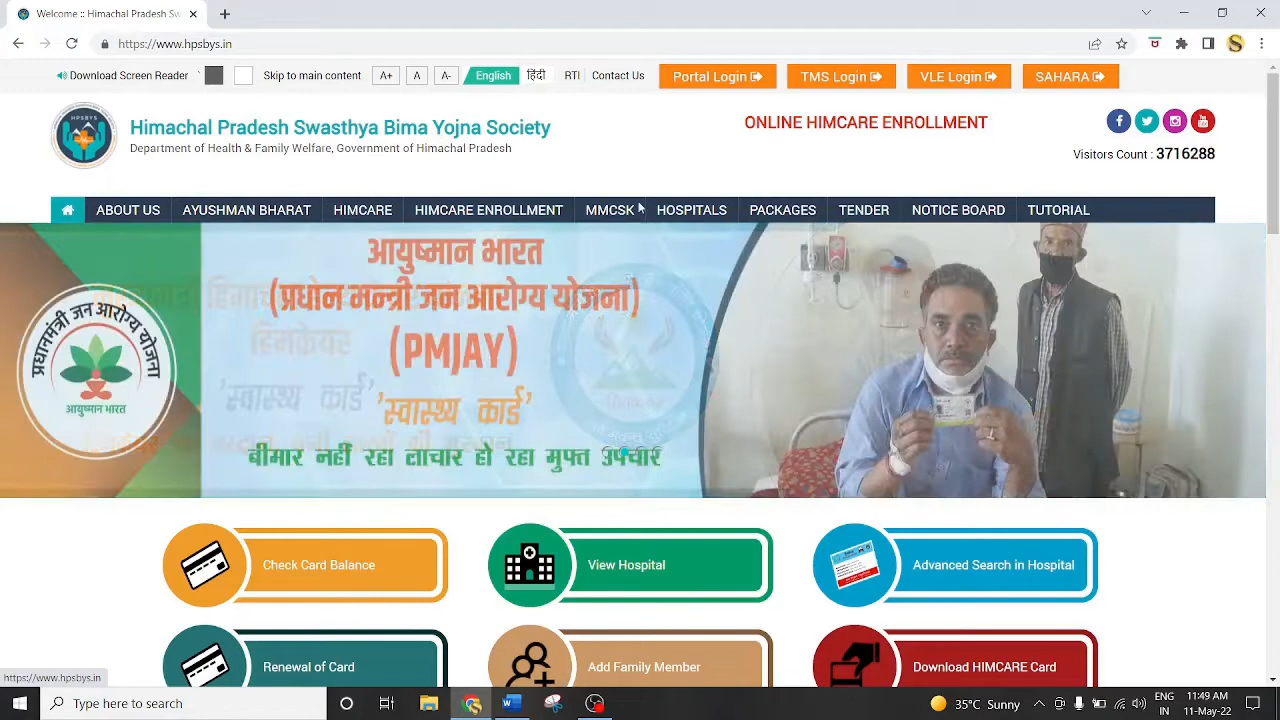 Welcome :: Himachal Pradesh Sw
https://www.hpsbys.in
Download Screen Reader
Skip to main content
A+
A
A-
English
हिंदी
RTI
Contact Us
Portal Login
TMS Login
VLE Login
SAHARA
HPSBYS
Himachal Pradesh Swasthya Bima Yojna Society
Department of Health & Family Welfare, Government of Himachal Pradesh
ONLINE HIMCARE ENROLLMENT
Visitors Count : 3716288
ABOUT US
AYUSHMAN BHARAT
HIMCARE
HIMCARE ENROLLMENT
MMCSK
HOSPITALS
PACKAGES
TENDER
NOTICE BOARD
TUTORIAL
प्रधानमंत्री जन आरोग्य योजना
आयुष्मान भारत
आयुष्मान भारत
(प्रधान मन्त्री जन आरोग्य योजना)
(PMJAY)
हिमकेयर
'स्वास्थ्य कार्ड'
'स्वास्थ्य कार्ड'
बीमार नहीं रहा लाचार हो रहा मुफ्त उपचार
Check Card Balance
View Hospital
Advanced Search in Hospital
Renewal of Card
Add Family Member
Download HIMCARE Card
https://www.hpsbys.in
Type here to search
35°C Sunny
ENG
IN
11:49 AM
11-May-22